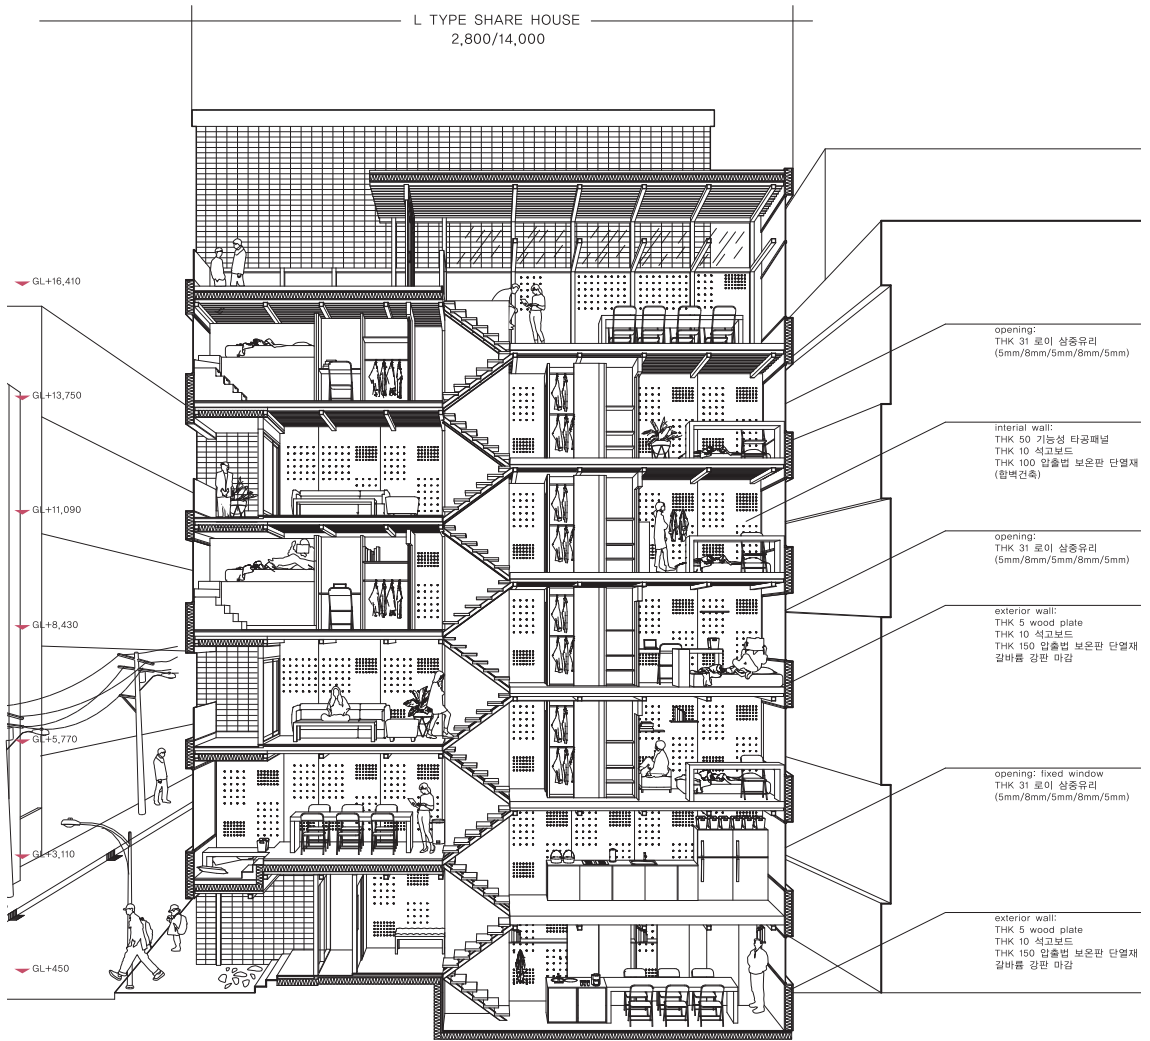 L TYPE SHARE HOUSE
2,800/14,000
GL+16,410
GL+13,750
GL+11,090
GL+8,430
GL+5,770
GL+3,110
GL+450
opening:
THK 31 로이 삼중유리
(5mm/8mm/5mm/8mm/5mm)
interial wall:
THK 50 기능성 타공패널
THK 10 석고보드
THK 100 압출법 보온판 단열재
(합벽건축)
opening:
THK 31 로이 삼중유리
(5mm/8mm/5mm/8mm/5mm)
exterior wall:
THK 5 wood plate
THK 10 석고보드
THK 150 압출법 보온판 단열재
갈바륨 강판 마감
opening: fixed window
THK 31 로이 삼중유리
(5mm/8mm/5mm/8mm/5mm)
exterior wall:
THK 5 wood plate
THK 10 석고보드
THK 150 압출법 보온판 단열재
갈바륨 강판 마감